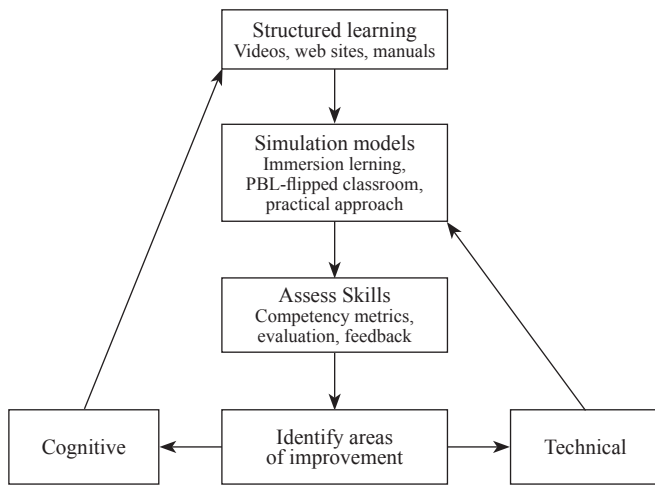 Structured learning
Videos, web sites, manuals
Simulation models
Immersion lerning,
PBL-flipped classroom,
practical approach
Assess Skills
Competency metrics,
evaluation, feedback
Cognitive
Identify areas
of improvement
Technical